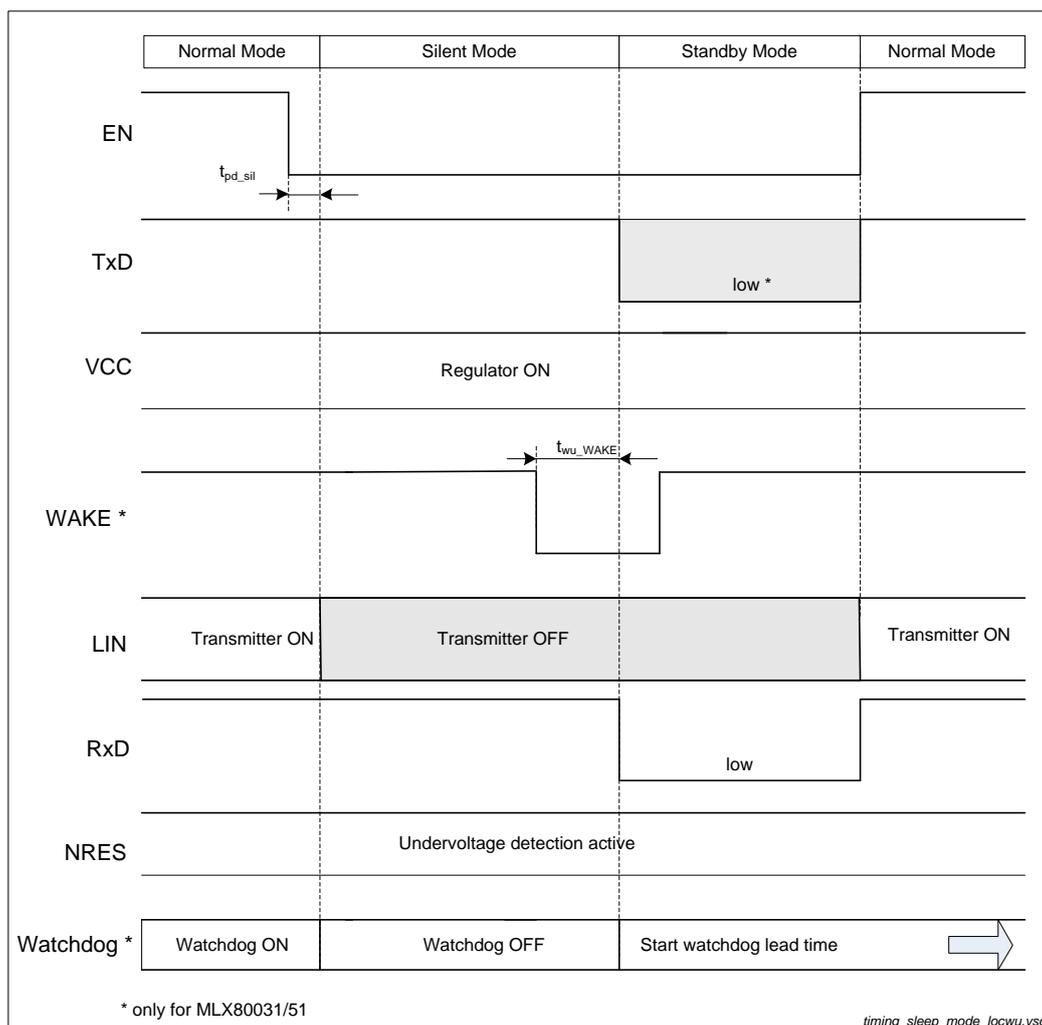 Normal Mode Silent Mode Standby Mode Normal Mode
EN
tpd_sil
TxD
low *
VCC
Regulator ON
twu_WAKE
WAKE *
LIN
Transmitter ON Transmitter OFF Transmitter ON
RxD
low
NRES
Undervoltage detection active
Watchdog *
Watchdog ON Watchdog OFF Start watchdog lead time
* only for MLX80031/51
timing_sleep_mode_locwu.vsd